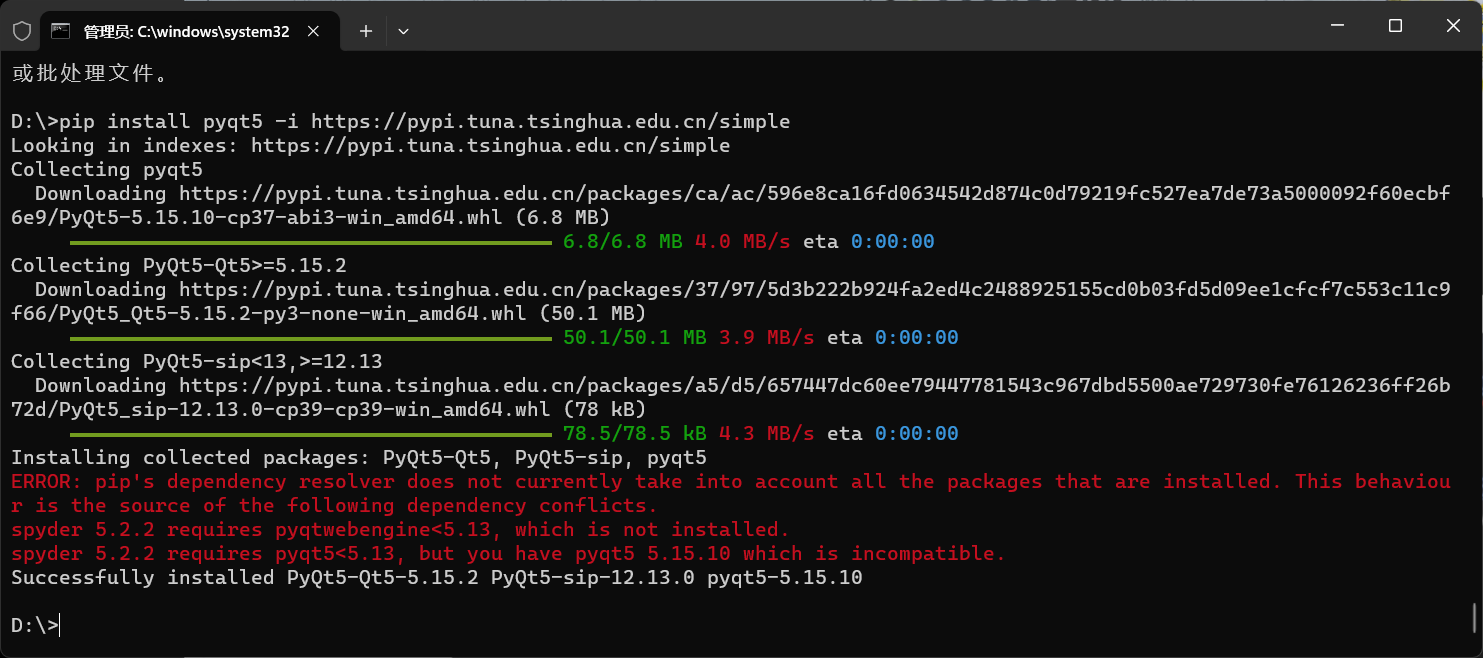 管理员: C:\windows\system32
或批处理文件。
D:\>pip install pyqt5 -i https://pypi.tuna.tsinghua.edu.cn/simple
Looking in indexes: https://pypi.tuna.tsinghua.edu.cn/simple
Collecting pyqt5
Downloading https://pypi.tuna.tsinghua.edu.cn/packages/ca/ac/596e8ca16fd0634542d874c0d79219fc527ea7de73a5000092f60ecbf
6e9/PyQt5-5.15.10-cp37-abi3-win_amd64.whl (6.8 MB)
6.8/6.8 MB 4.0 MB/s eta 0:00:00
Collecting PyQt5-Qt5>=5.15.2
Downloading https://pypi.tuna.tsinghua.edu.cn/packages/37/97/5d3b222b924fa2ed4c2488925155cd0b03fd5d09ee1cfcf7c553c11c9
f66/PyQt5_Qt5-5.15.2-py3-none-win_amd64.whl (50.1 MB)
50.1/50.1 MB 3.9 MB/s eta 0:00:00
Collecting PyQt5-sip<13,>=12.13
Downloading https://pypi.tuna.tsinghua.edu.cn/packages/a5/d5/657447dc60ee79447781543c967dbd5500ae729730fe76126236ff26b
72d/PyQt5_sip-12.13.0-cp39-cp39-win_amd64.whl (78 kB)
78.5/78.5 kB 4.3 MB/s eta 0:00:00
Installing collected packages: PyQt5-Qt5, PyQt5-sip, pyqt5
ERROR: pip's dependency resolver does not currently take into account all the packages that are installed. This behaviou
r is the source of the following dependency conflicts.
spyder 5.2.2 requires pyqtwebengine<5.13, which is not installed.
spyder 5.2.2 requires pyqt5<5.13, but you have pyqt5 5.15.10 which is incompatible.
Successfully installed PyQt5-Qt5-5.15.2 PyQt5-sip-12.13.0 pyqt5-5.15.10
D:\>